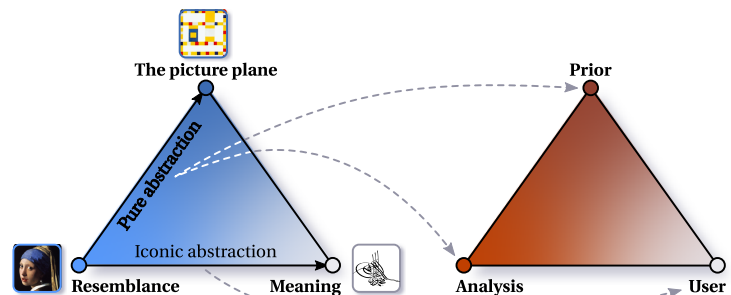 The picture plane
Prior
Pure abstraction
Iconic abstraction
Resemblance
Meaning
Analysis
User